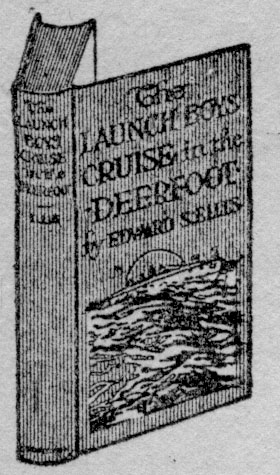 The
LAUNCH BOYS
CRUISE in the
DEERFOOT
by EDWARD S. ELLIS
The
LAUNCH
BOYS
CRUISE
IN THE
DEERFOOT
ELLIS